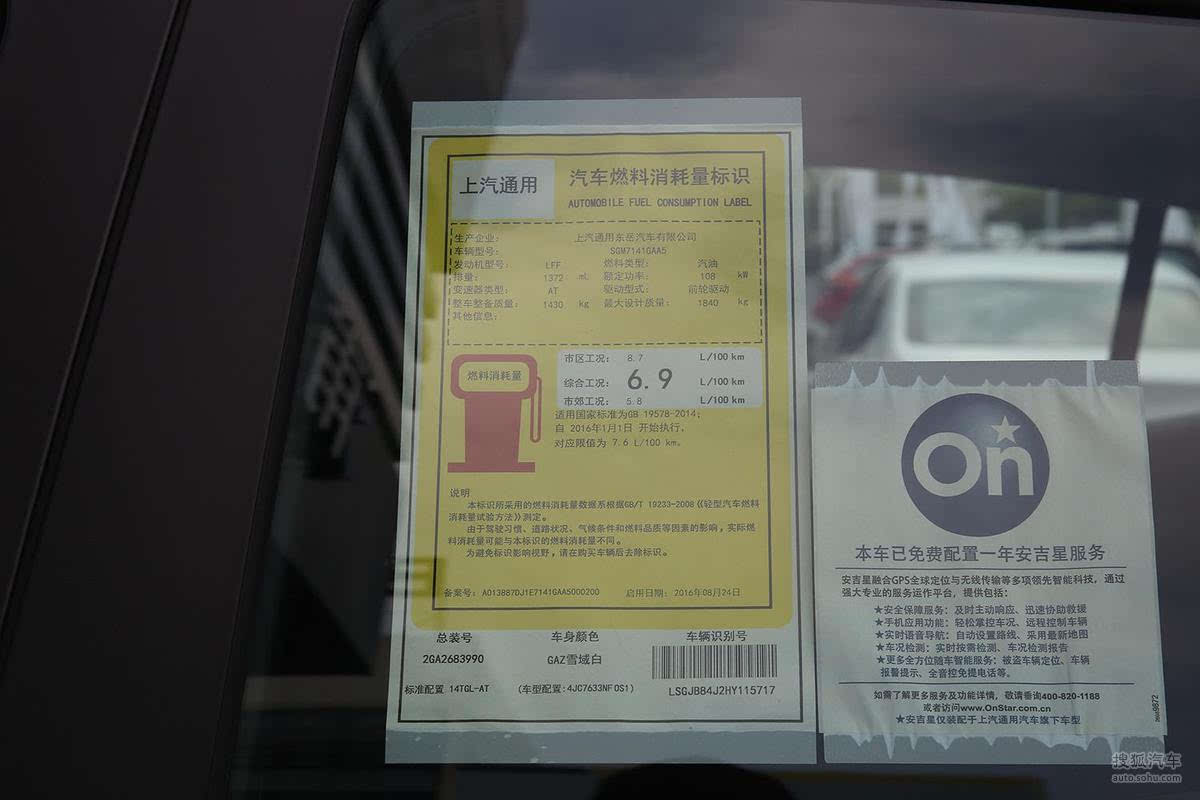 上汽通用
汽车燃料消耗量标识
AUTOMOBILE FUEL CONSUMPTION LABEL
生产企业： 上汽通用东岳汽车有限公司
车辆型号： SGM7141GAA5
发动机型号： LFF 燃料类型： 汽油
排量： 1372 mL 额定功率： 108 kW
变速器类型： AT 驱动型式： 前轮驱动
整车整备质量： 1430 kg 最大设计质量： 1840 kg
其他信息：
燃料消耗量
市区工况： 8.7 L/100 km
综合工况： 6.9 L/100 km
市郊工况： 5.8 L/100 km
适用国家标准为GB 19578-2014；
自 2016年1月1日 开始执行，
对应限值为 7.6 L/100 km。
说明
本标识所采用的燃料消耗量数据系根据GB/T 19233-2008《轻型汽车燃料
消耗量试验方法》测定。
由于驾驶习惯、道路状况、气候条件和燃料品质等因素的影响，实际燃
料消耗量可能与本标识的燃料消耗量不同。
为避免标识影响视野，请在购买车辆后去除标识。
备案号： A013887DJ1E7141GAA5000200 启用日期： 2016年08月24日
总装号 车身颜色 车辆识别号
2GA2683990 GAZ雪域白
标准配置 14TGL-AT (车型配置:4JC7633NF0S1) LSGJB84J2HY115717
On
本车已免费配置一年安吉星服务
安吉星融合GPS全球定位与无线传输等多项领先智能科技，通过
强大专业的服务运作平台，提供包括：
★安全保障服务：及时主动响应、迅速协助救援
★手机应用功能：轻松掌控车况、远程控制车辆
★实时语音导航：自动设置路线、采用最新地图
★车况检测：实时按需检测、车况检测报告
★更多全方位随车智能服务：被盗车辆定位、车辆
报警提示、全音控免提电话等。
如需了解更多服务及功能详情，敬请垂询400-820-1188
或者访问www.OnStar.com.cn
★安吉星仅装配于上汽通用汽车旗下车型
搜狐汽车
auto.sohu.com